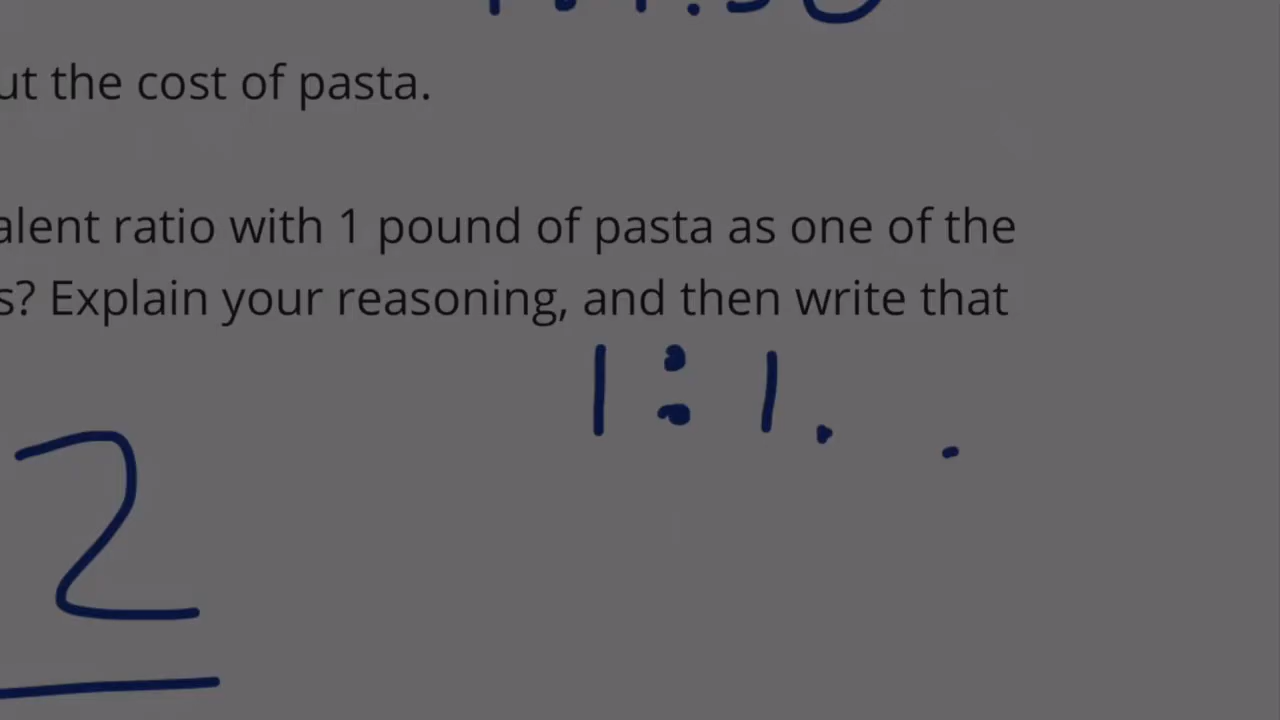 ut the cost of pasta.
alent ratio with 1 pound of pasta as one of the
s? Explain your reasoning, and then write that
1:1.
2